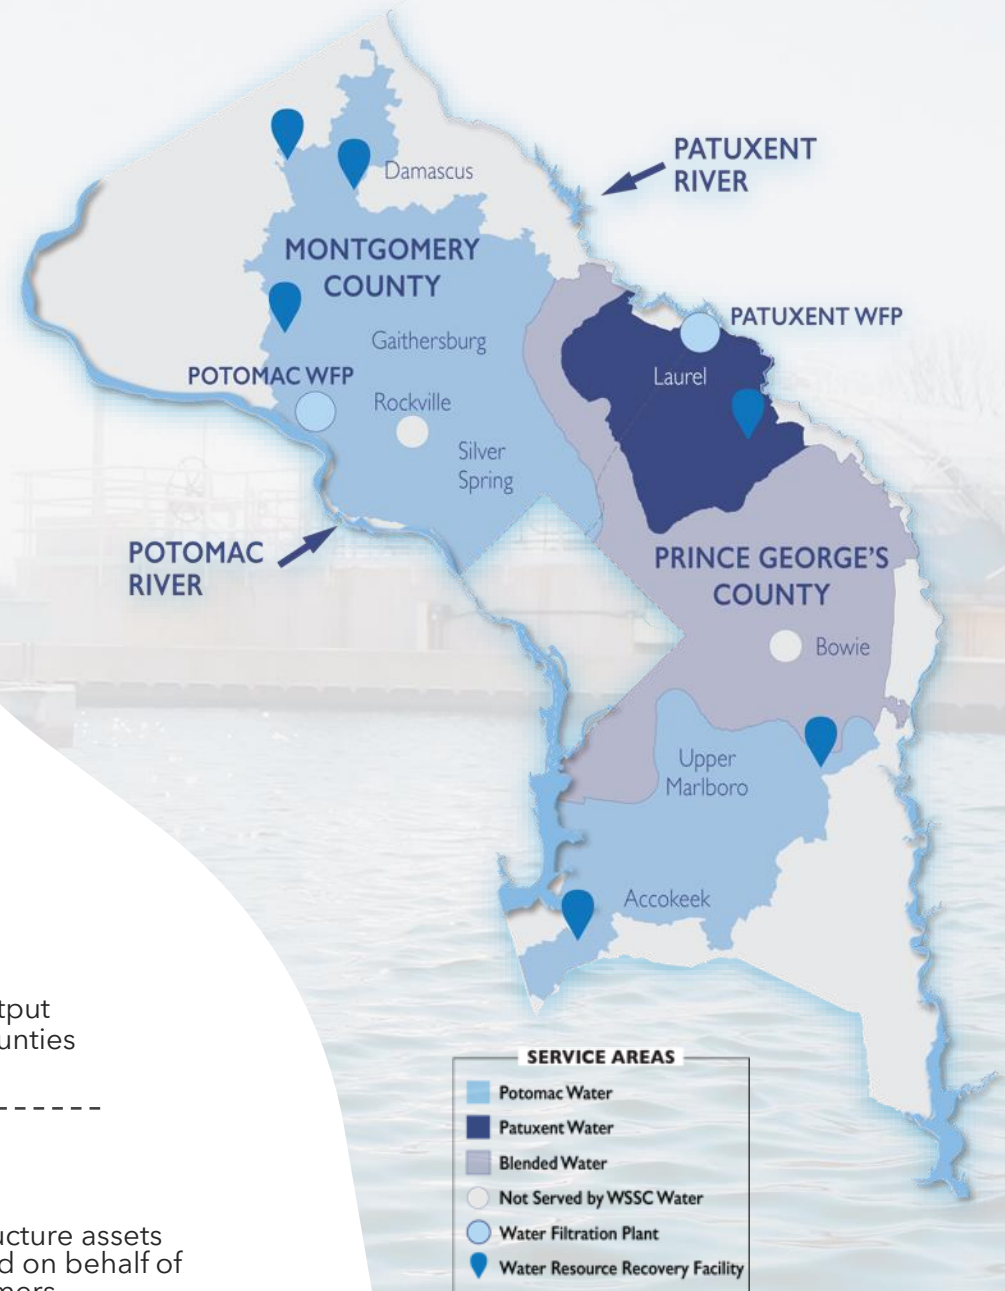 PATUXENT
RIVER
Damascus
MONTGOMERY
COUNTY
PATUXENT WFP
Gaithersburg
POTOMAC WFP
Laurel
Rockville
Silver
Spring
POTOMAC
RIVER
PRINCE GEORGE'S
COUNTY
Bowie
Upper
Marlboro
Accokeek
tput
unties
SERVICE AREAS
Potomac Water
Patuxent Water
Blended Water
Not Served by WSSC Water
Water Filtration Plant
Water Resource Recovery Facility
ucture assets
d on behalf of